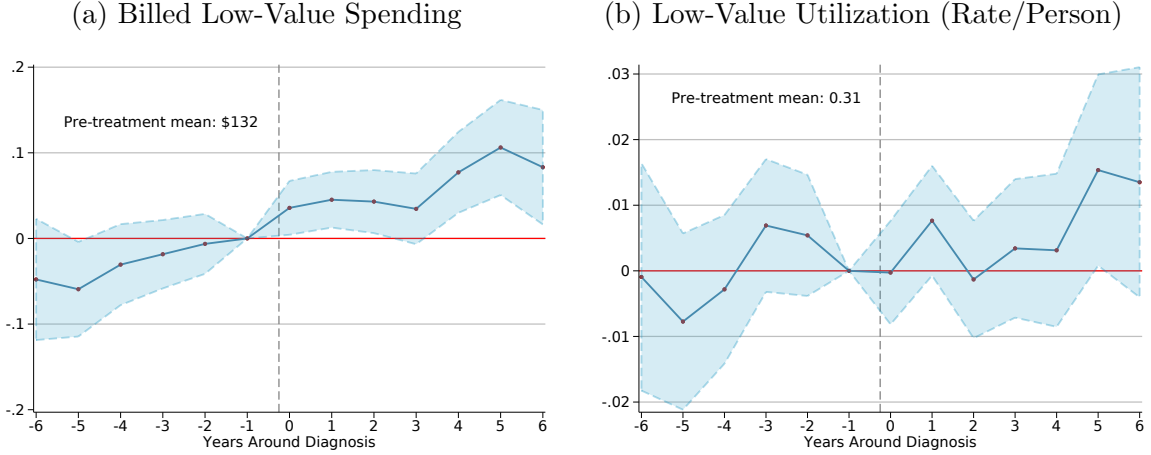 (a) Billed Low-Value Spending
.2
Pre-treatment mean: $132
.1
0
-.1
-.2
-6 -5 -4 -3 -2 -1 0 1 2 3 4 5 6
Years Around Diagnosis
(b) Low-Value Utilization (Rate/Person)
.03
Pre-treatment mean: 0.31
.02
.01
0
-.01
-.02
-6 -5 -4 -3 -2 -1 0 1 2 3 4 5 6
Years Around Diagnosis